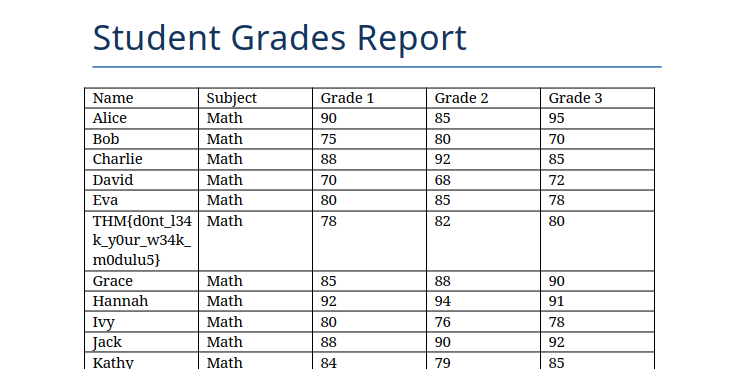 Student Grades Report
Name Subject Grade 1 Grade 2 Grade 3
Alice Math 90 85 95
Bob Math 75 80 70
Charlie Math 88 92 85
David Math 70 68 72
Eva Math 80 85 78
THM{d0nt_l34 Math 78 82 80
k_y0ur_w34k_
m0dulu5}
Grace Math 85 88 90
Hannah Math 92 94 91
Ivy Math 80 76 78
Jack Math 88 90 92
Kathy Math 84 79 85